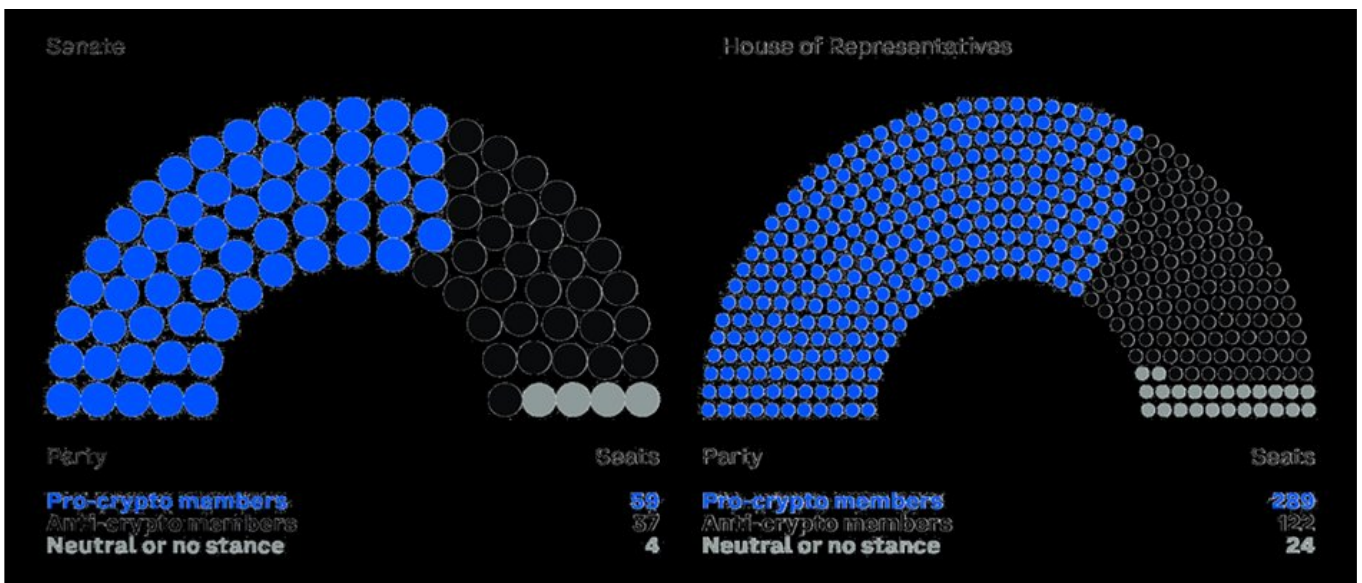 Senate
House of Representatives
Party Seats
Pro-crypto members 59
Anti-crypto members 37
Neutral or no stance 4
Party Seats
Pro-crypto members 289
Anti-crypto members 122
Neutral or no stance 24